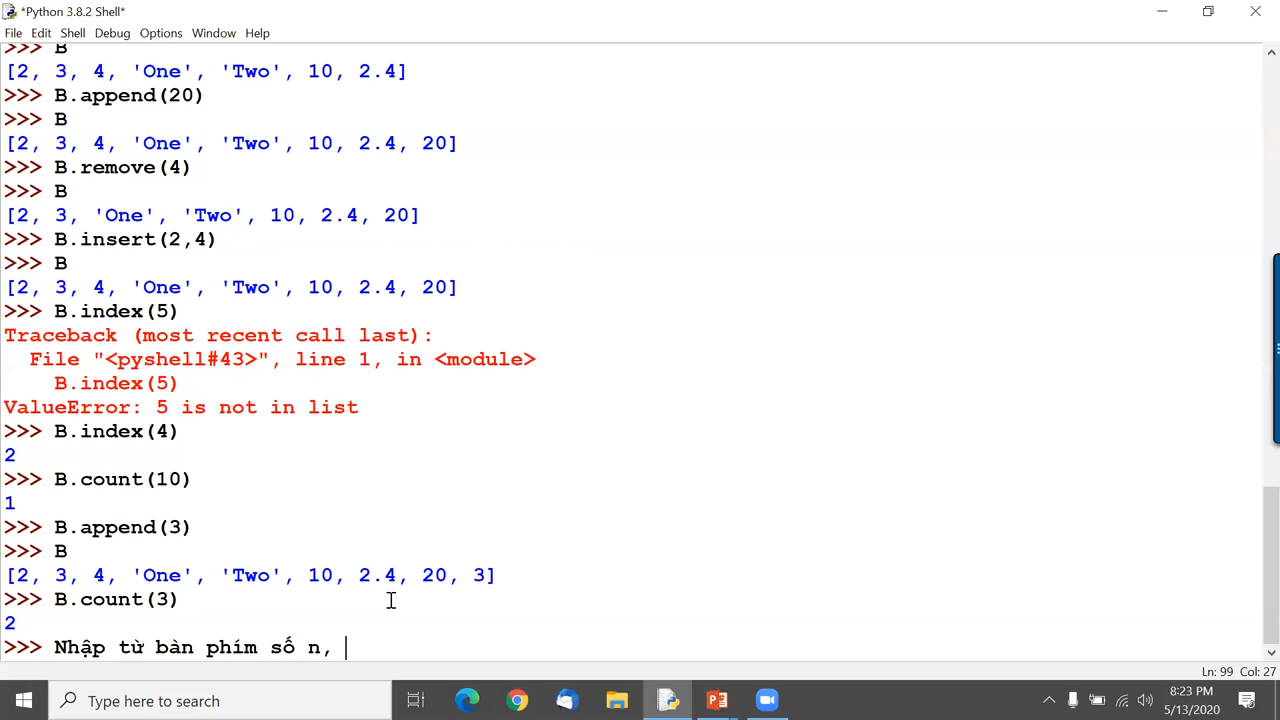 *Python 3.8.2 Shell*
File Edit Shell Debug Options Window Help
>>> B
[2, 3, 4, 'One', 'Two', 10, 2.4]
>>> B.append(20)
>>> B
[2, 3, 4, 'One', 'Two', 10, 2.4, 20]
>>> B.remove(4)
>>> B
[2, 3, 'One', 'Two', 10, 2.4, 20]
>>> B.insert(2,4)
>>> B
[2, 3, 4, 'One', 'Two', 10, 2.4, 20]
>>> B.index(5)
Traceback (most recent call last):
  File "<pyshell#43>", line 1, in <module>
    B.index(5)
ValueError: 5 is not in list
>>> B.index(4)
2
>>> B.count(10)
1
>>> B.append(3)
>>> B
[2, 3, 4, 'One', 'Two', 10, 2.4, 20, 3]
>>> B.count(3)
2
>>> Nhập từ bàn phím số n,
Ln: 99 Col: 27
Type here to search
8:23 PM
5/13/2020